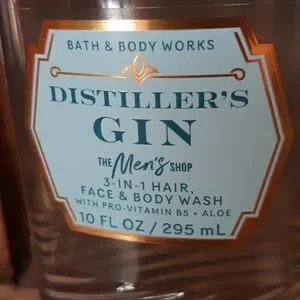 BATH & BODY WORKS
DISTILLER'S
GIN
THE Men's SHOP
3-IN-1 HAIR,
FACE & BODY WASH
WITH PRO-VITAMIN B5 + ALOE
10 FL OZ / 295 mL